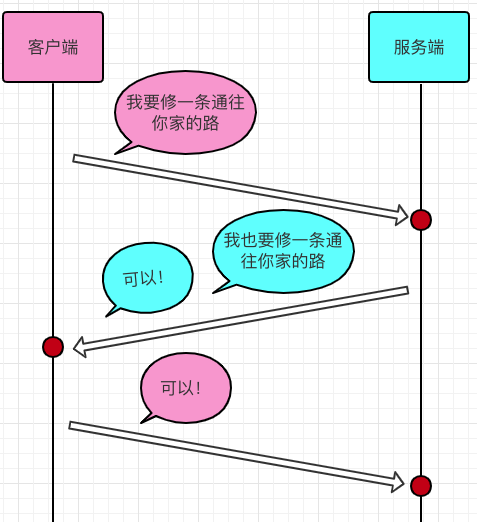 客户端
服务端
我要修一条通往
你家的路
我也要修一条通
往你家的路
可以！
可以！